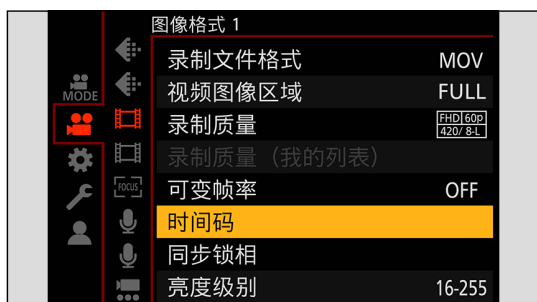 图像格式 1
录制文件格式 MOV
MODE
视频图像区域 FULL
录制质量 FHD 60p 420/ 8-L
录制质量（我的列表）
FOCUS
可变帧率 OFF
时间码
同步锁相
亮度级别 16-255